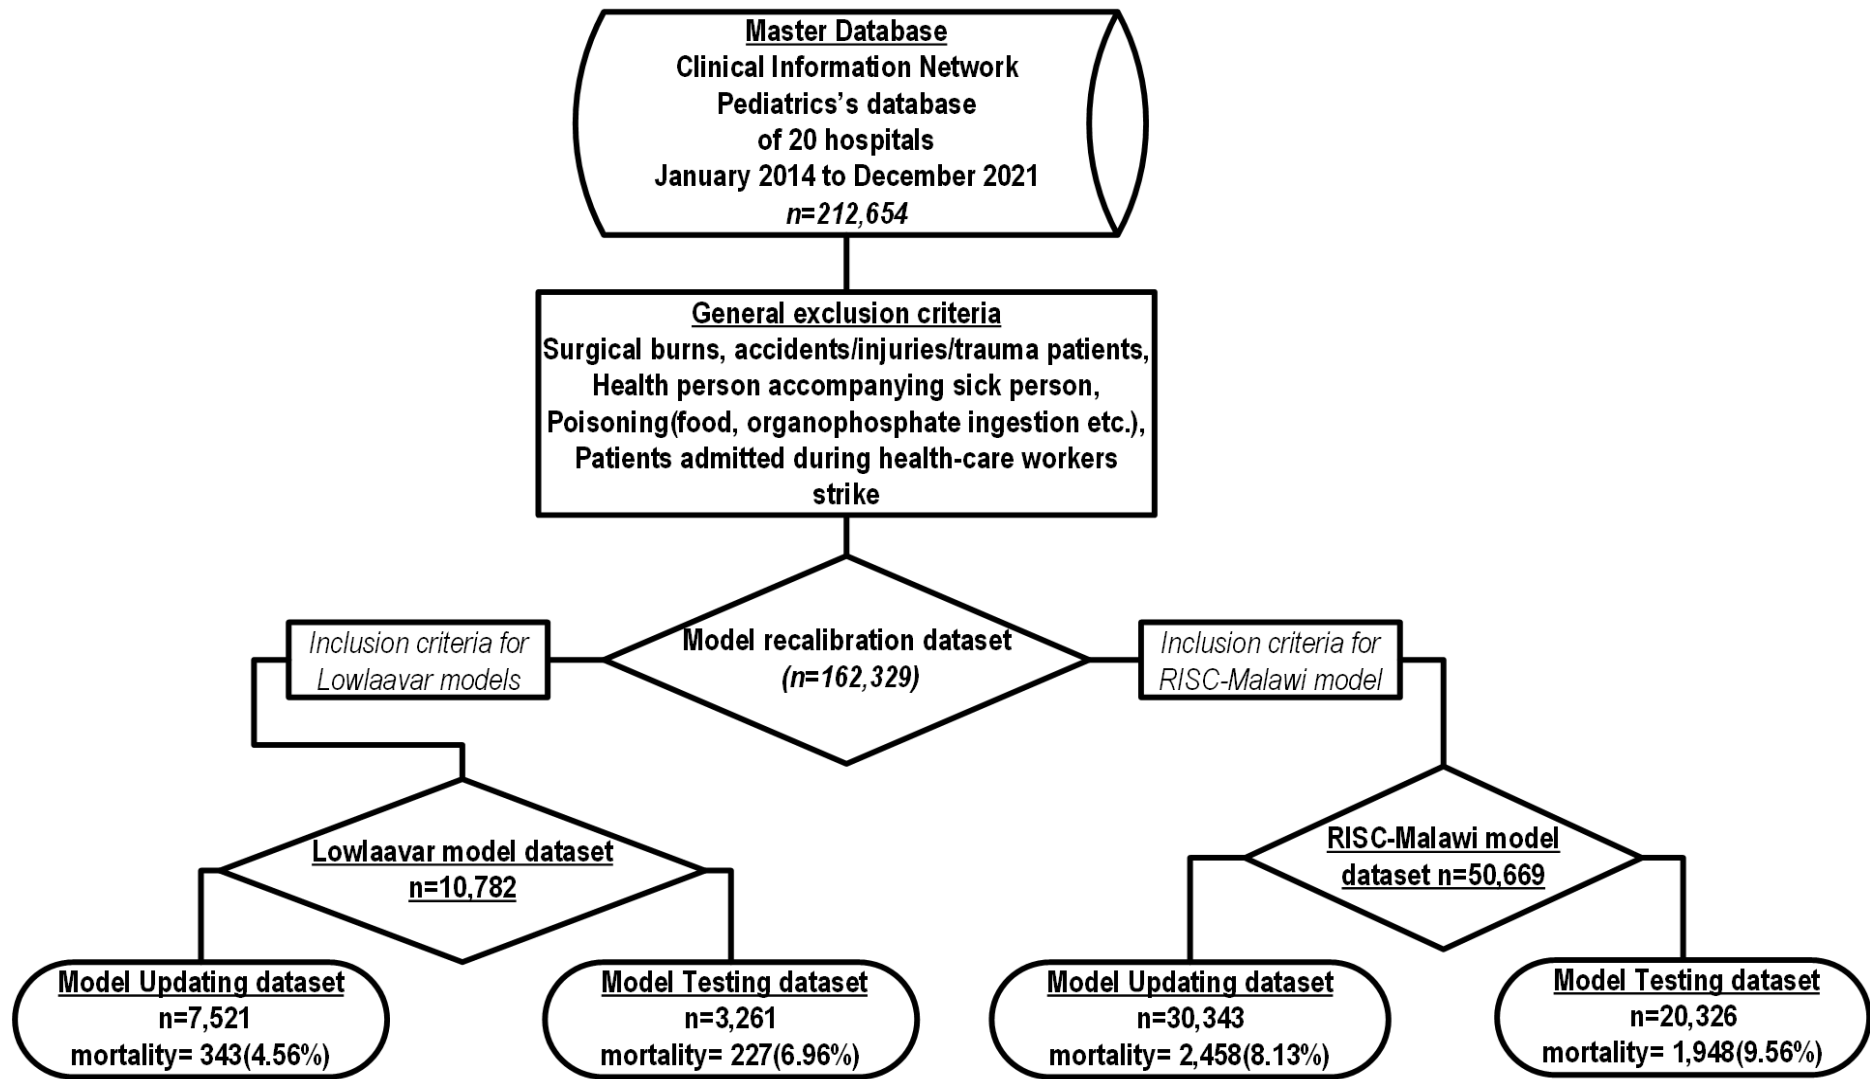 Master Database
Clinical Information Network
Pediatrics's database
of 20 hospitals
January 2014 to December 2021
n=212,654
General exclusion criteria
Surgical burns, accidents/injuries/trauma patients,
Health person accompanying sick person,
Poisoning(food, organophosphate ingestion etc.),
Patients admitted during health-care workers
strike
Inclusion criteria for
Lowlaavar models
Model recalibration dataset
(n=162,329)
Inclusion criteria for
RISC-Malawi model
Lowlaavar model dataset
n=10,782
RISC-Malawi model
dataset n=50,669
Model Updating dataset
n=7,521
mortality= 343(4.56%)
Model Testing dataset
n=3,261
mortality= 227(6.96%)
Model Updating dataset
n=30,343
mortality= 2,458(8.13%)
Model Testing dataset
n=20,326
mortality= 1,948(9.56%)